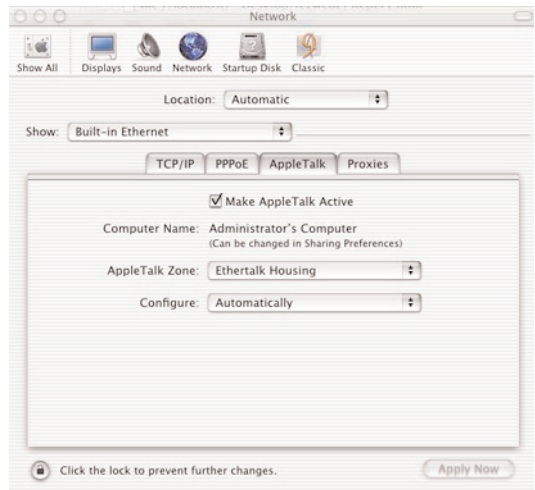 Network
Show All Displays Sound Network Startup Disk Classic
Location: Automatic
Show: Built-in Ethernet
TCP/IP PPPoE AppleTalk Proxies
Make AppleTalk Active
Computer Name: Administrator's Computer
(Can be changed in Sharing Preferences)
AppleTalk Zone: Ethertalk Housing
Configure: Automatically
Click the lock to prevent further changes.
Apply Now